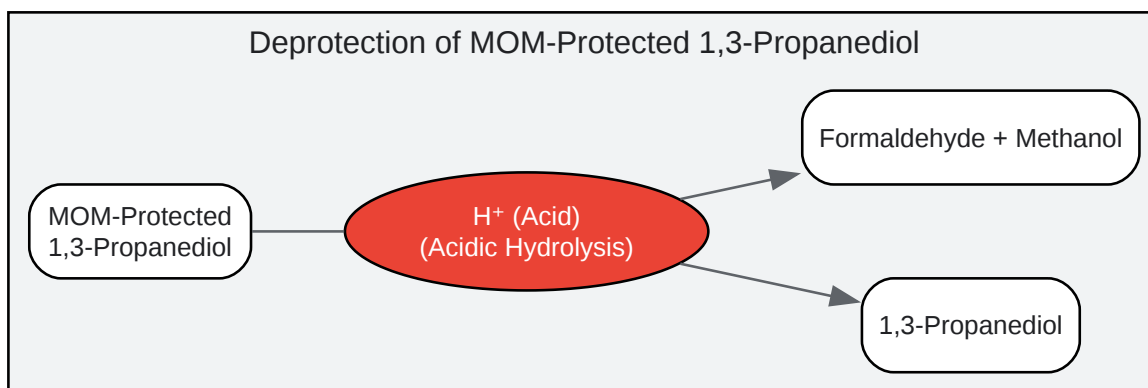 Deprotection of MOM-Protected 1,3-Propanediol
Formaldehyde + Methanol
MOM-Protected
1,3-Propanediol
H⁺ (Acid)
(Acidic Hydrolysis)
1,3-Propanediol